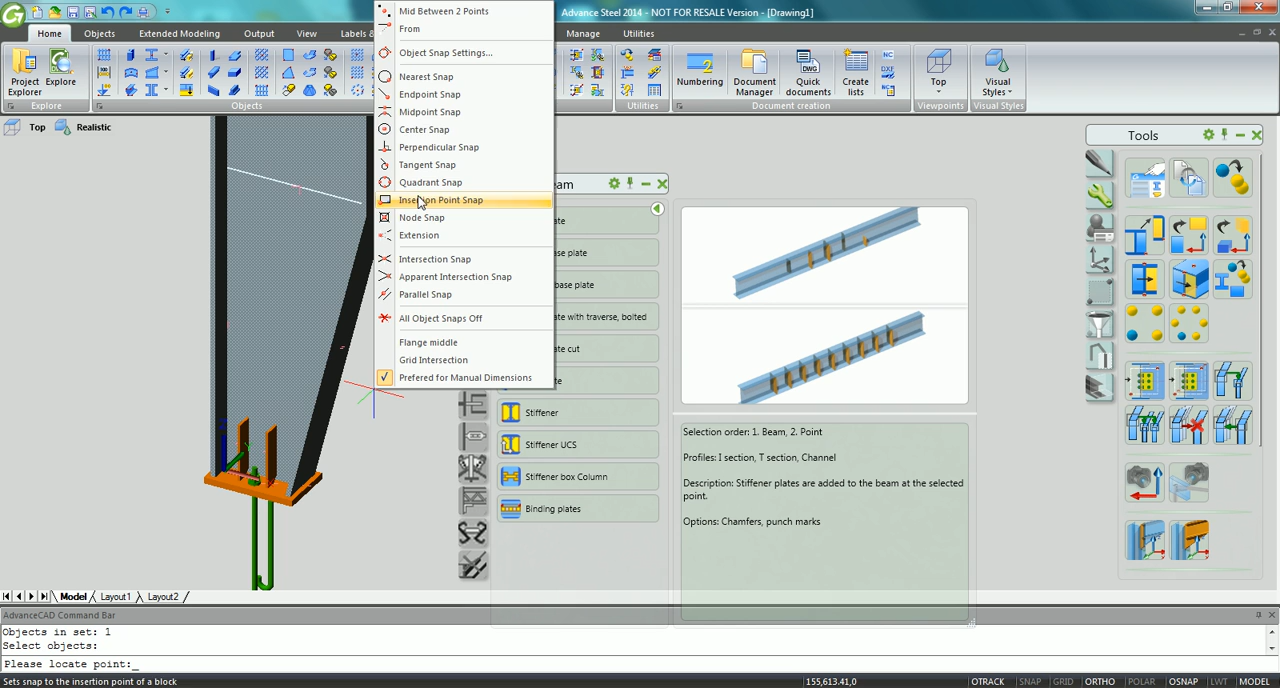 Advance Steel 2014 - NOT FOR RESALE Version - [Drawing1]
Home
Objects
Extended Modeling
Output
View
Labels &
Manage
Utilities
Project
Explorer
Explore
Explore
Objects
Utilities
Numbering
Document
Manager
Quick
documents
Create
lists
NC
DXF
NC
DWG
Document creation
Top
Viewpoints
Visual
Styles
Visual Styles
Mid Between 2 Points
From
Object Snap Settings...
Nearest Snap
Endpoint Snap
Midpoint Snap
Center Snap
Perpendicular Snap
Tangent Snap
Quadrant Snap
Insertion Point Snap
Node Snap
Extension
Intersection Snap
Apparent Intersection Snap
Parallel Snap
All Object Snaps Off
Flange middle
Grid Intersection
Prefered for Manual Dimensions
Top
Realistic
eam
ate
se plate
base plate
ate with traverse, bolted
ate cut
te
Stiffener
Stiffener UCS
Stiffener box Column
Binding plates
Selection order: 1. Beam, 2. Point
Profiles: I section, T section, Channel
Description: Stiffener plates are added to the beam at the selected
point.
Options: Chamfers, punch marks
Tools
Model
Layout1
Layout2
AdvanceCAD Command Bar
Objects in set: 1
Select objects:
Please locate point:_
Sets snap to the insertion point of a block
155,613.41,0
OTRACK
SNAP
GRID
ORTHO
POLAR
OSNAP
LWT
MODEL